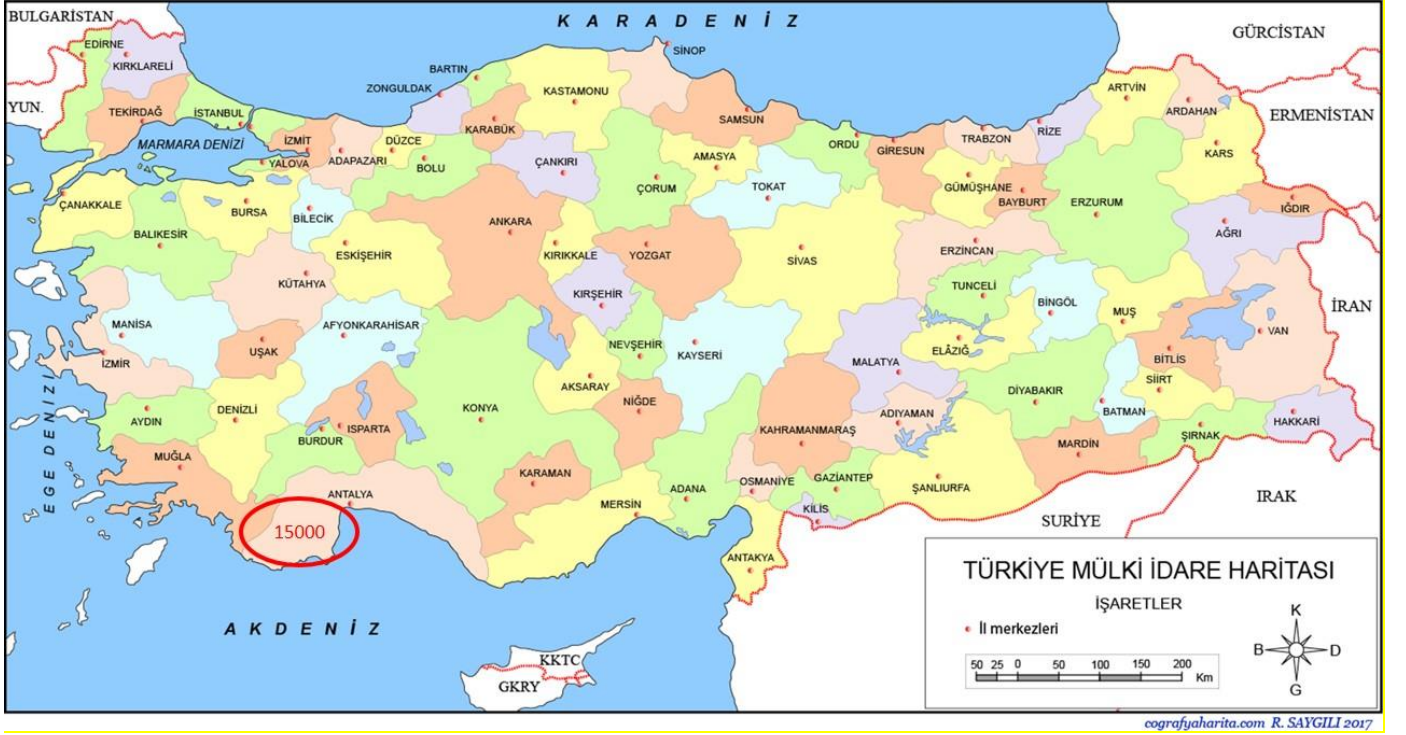 BULGARİSTAN
KARADENİZ
GÜRCİSTAN
EDİRNE
KIRKLARELİ
SİNOP
BARTIN
ZONGULDAK
KASTAMONU
ARTVİN
ARDAHAN
YUN.
TEKİRDAĞ
İSTANBUL
KARABÜK
SAMSUN
ERMENİSTAN
MARMARA DENİZİ
İZMİT
DÜZCE
ORDU
GİRESUN
TRABZON
RİZE
KARS
YALOVA
ADAPAZARI
BOLU
ÇANKIRI
AMASYA
ÇORUM
TOKAT
GÜMÜŞHANE
BAYBURT
ERZURUM
IĞDIR
ÇANAKKALE
BURSA
BİLECİK
ANKARA
BALIKESİR
ESKİŞEHİR
KIRIKKALE
YOZGAT
SİVAS
ERZİNCAN
AĞRI
KÜTAHYA
KIRŞEHİR
TUNCELİ
BİNGÖL
MUŞ
İRAN
MANİSA
AFYONKARAHİSAR
UŞAK
NEVŞEHİR
KAYSERİ
MALATYA
ELÂZIĞ
BİTLİS
VAN
İZMİR
AKSARAY
SİİRT
EGE DENİZİ
AYDIN
DENİZLİ
BURDUR
ISPARTA
KONYA
NİĞDE
KAHRAMANMARAŞ
ADIYAMAN
DİYABAKIR
BATMAN
HAKKARİ
MUĞLA
KARAMAN
MARDİN
ŞIRNAK
ANTALYA
MERSİN
ADANA
OSMANİYE
GAZİANTEP
ŞANLIURFA
IRAK
15000
KİLİS
SURİYE
ANTAKYA
AKDENİZ
KKTC
GKRY
TÜRKİYE MÜLKİ İDARE HARİTASI
İŞARETLER
İl merkezleri
50 25 0 50 100 150 200
Km
K
B D
G
cografyaharita.com R. SAYGILI 2017